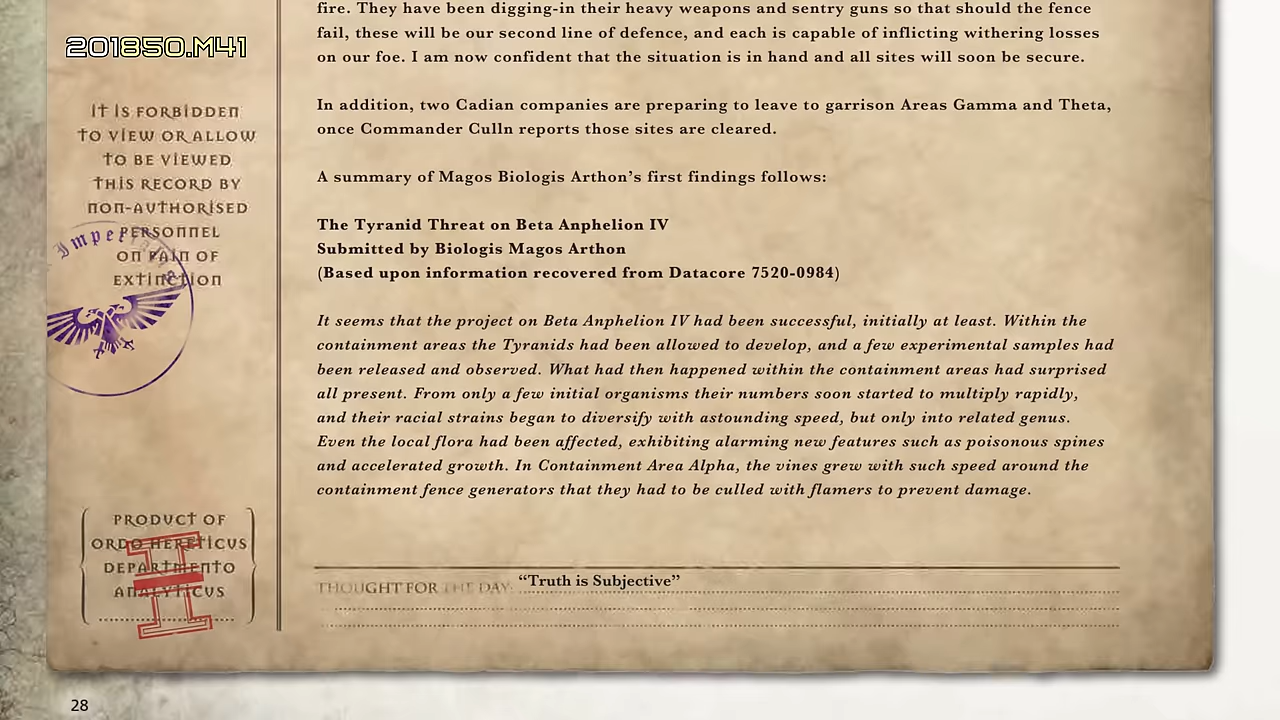 201850.M41
fire. They have been digging-in their heavy weapons and sentry guns so that should the fence
fail, these will be our second line of defence, and each is capable of inflicting withering losses
on our foe. I am now confident that the situation is in hand and all sites will soon be secure.
In addition, two Cadian companies are preparing to leave to garrison Areas Gamma and Theta,
once Commander Culln reports those sites are cleared.
A summary of Magos Biologis Arthon's first findings follows:
The Tyranid Threat on Beta Anphelion IV
Submitted by Biologis Magos Arthon
(Based upon information recovered from Datacore 7520-0984)
It seems that the project on Beta Anphelion IV had been successful, initially at least. Within the
containment areas the Tyranids had been allowed to develop, and a few experimental samples had
been released and observed. What had then happened within the containment areas had surprised
all present. From only a few initial organisms their numbers soon started to multiply rapidly,
and their racial strains began to diversify with astounding speed, but only into related genus.
Even the local flora had been affected, exhibiting alarming new features such as poisonous spines
and accelerated growth. In Containment Area Alpha, the vines grew with such speed around the
containment fence generators that they had to be culled with flamers to prevent damage.
THOUGHT FOR THE DAY: “Truth is Subjective”
IT IS FORBIDDEN
TO VIEW OR ALLOW
TO BE VIEWED
THIS RECORD BY
NON-AUTHORISED
PERSONNEL
ON PAIN OF
EXTINCTION
PRODUCT OF
ORDO HERETICUS
DEPARTMENTO
ANALYTICUS
28